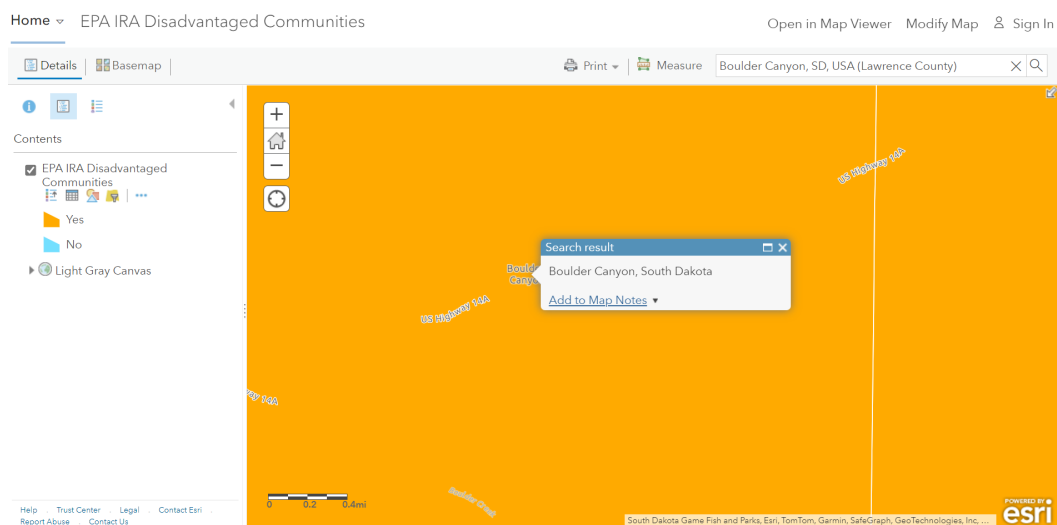 Home
EPA IRA Disadvantaged Communities
Open in Map Viewer Modify Map Sign In
Details Basemap
Print Measure
Boulder Canyon, SD, USA (Lawrence County)
Contents
EPA IRA Disadvantaged
Communities
Yes
No
Light Gray Canvas
US Highway 14A
Search result
Boulder Canyon, South Dakota
Add to Map Notes
US Highway 14A
Boulder Crest
0 0.2 0.4mi
Help Trust Center Legal Contact Esri
Report Abuse Contact Us
South Dakota Game Fish and Parks, Esri, TomTom, Garmin, SafeGraph, GeoTechnologies, Inc, ...
POWERED BY
esri